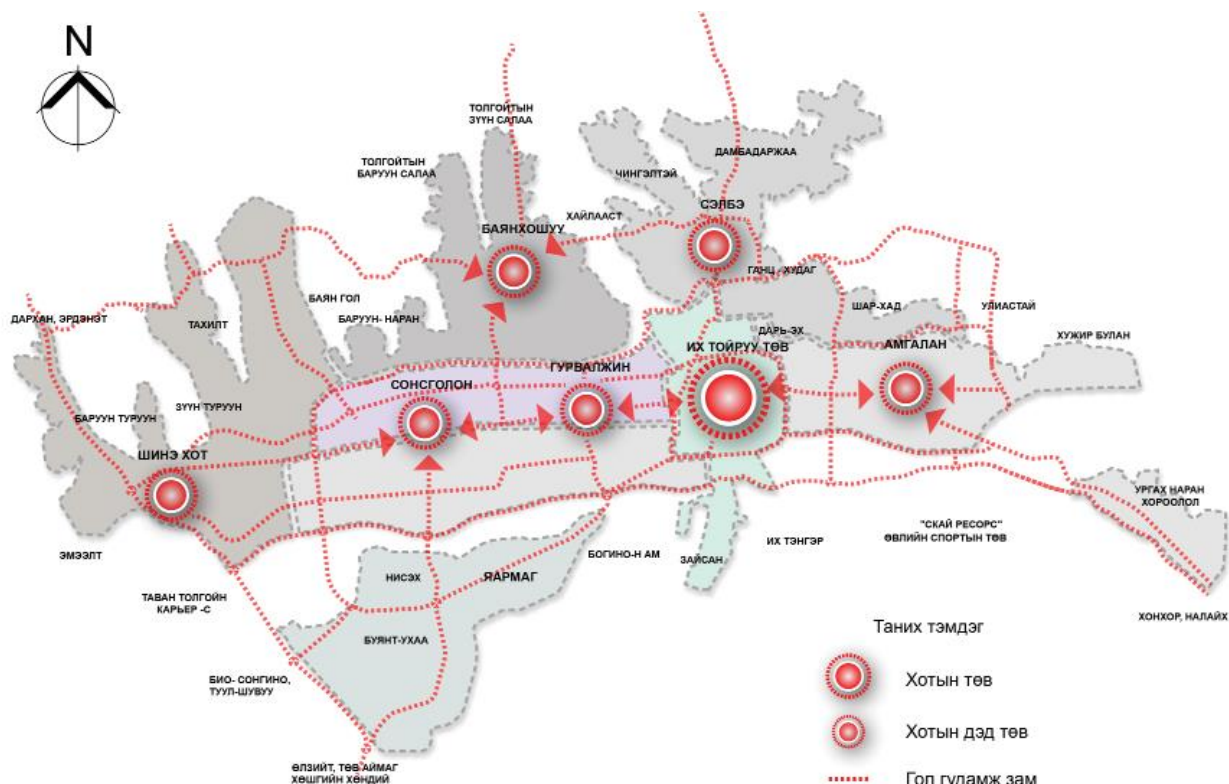 N
ТОЛГОЙТЫН
ЗҮҮН САЛАА
ДАМБАДАРЖАА
ТОЛГОЙТЫН
БАРУУН САЛАА
ЧИНГЭЛТЭЙ
СЭЛБЭ
ХАЙЛААСТ
БАЯНХОШУУ
ГАНЦ - ХУДАГ
БАЯН ГОЛ
ШАР-ХАД
УЛИАСТАЙ
ДАРХАН, ЭРДЭНЭТ
ТАХИЛТ
БАРУУН- НАРАН
ДАРЬ-ЭХ
ХУЖИР БУЛАН
ИХ ТОЙРУУ ТӨВ
АМГАЛАН
ГУРВАЛЖИН
СОНСГОЛОН
ЗҮҮН ТУРУУН
БАРУУН ТУРУУН
ШИНЭ ХОТ
УРГАХ НАРАН
ХОРООЛОЛ
"СКАЙ РЕСОРС"
ӨВЛИЙН СПОРТЫН ТӨВ
ИХ ТЭНГЭР
ЭМЭЭЛТ
БОГИНО-Н АМ
ЗАЙСАН
НИСЭХ
ЯАРМАГ
ТАВАН ТОЛГОЙН
КАРЬЕР -С
ХОНХОР, НАЛАЙХ
БУЯНТ-УХАА
БИО- СОНГИНО,
ТУУЛ-ШУВУУ
ӨЛЗИЙТ, ТӨВ АЙМАГ
ХӨШГИЙН ХӨНДИЙ
Таних тэмдэг
Хотын төв
Хотын дэд төв
Гол гудамж зам